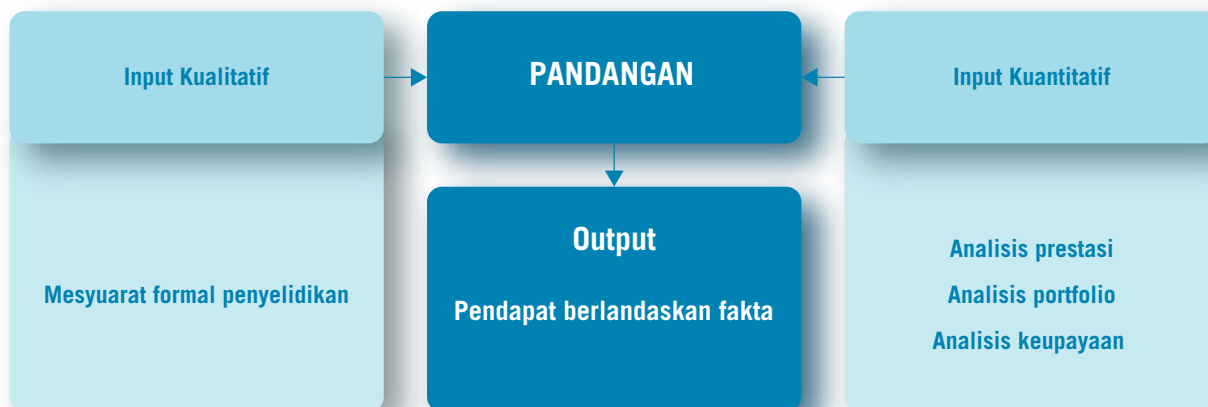 Input Kualitatif
Mesyuarat formal penyelidikan
PANDANGAN
Output
Pendapat berlandaskan fakta
Input Kuantitatif
Analisis prestasi
Analisis portfolio
Analisis keupayaan